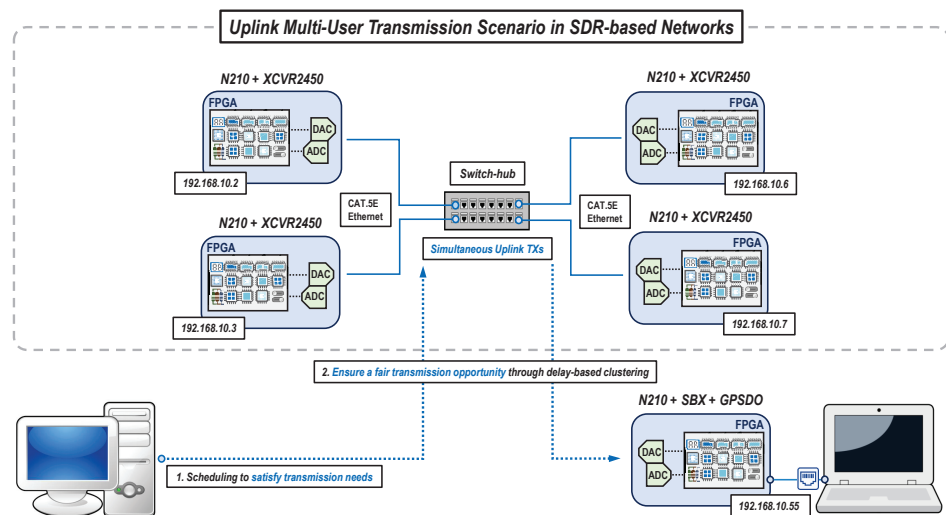 Uplink Multi-User Transmission Scenario in SDR-based Networks
N210 + XCVR2450
FPGA
DAC
ADC
192.168.10.2
N210 + XCVR2450
FPGA
DAC
ADC
192.168.10.6
Switch-hub
CAT.5E
Ethernet
CAT.5E
Ethernet
Simultaneous Uplink TXs
N210 + XCVR2450
FPGA
DAC
ADC
192.168.10.3
N210 + XCVR2450
FPGA
DAC
ADC
192.168.10.7
2. Ensure a fair transmission opportunity through delay-based clustering
N210 + SBX + GPSDO
FPGA
DAC
ADC
192.168.10.55
1. Scheduling to satisfy transmission needs